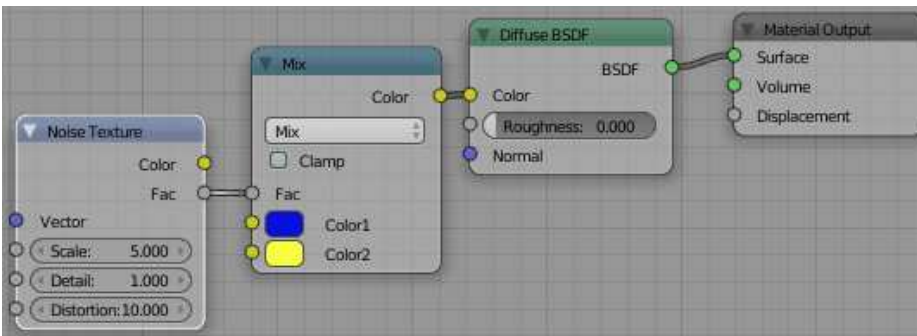 Noise Texture
Color
Fac
Vector
Scale: 5.000
Detail: 1.000
Distortion: 10.000
Mix
Color
Mix
Clamp
Fac
Color1
Color2
Diffuse BSDF
BSDF
Color
Roughness: 0.000
Normal
Material Output
Surface
Volume
Displacement